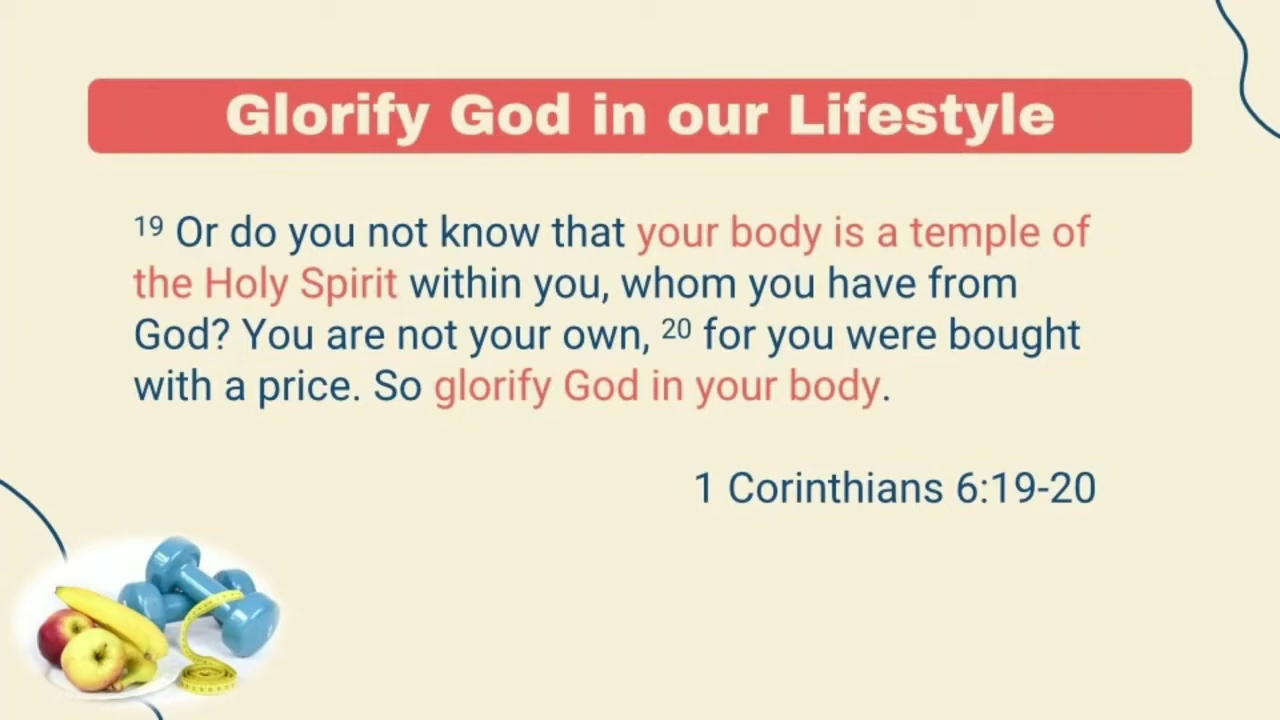 Glorify God in our Lifestyle
19 Or do you not know that your body is a temple of
the Holy Spirit within you, whom you have from
God? You are not your own, 20 for you were bought
with a price. So glorify God in your body.
1 Corinthians 6:19-20